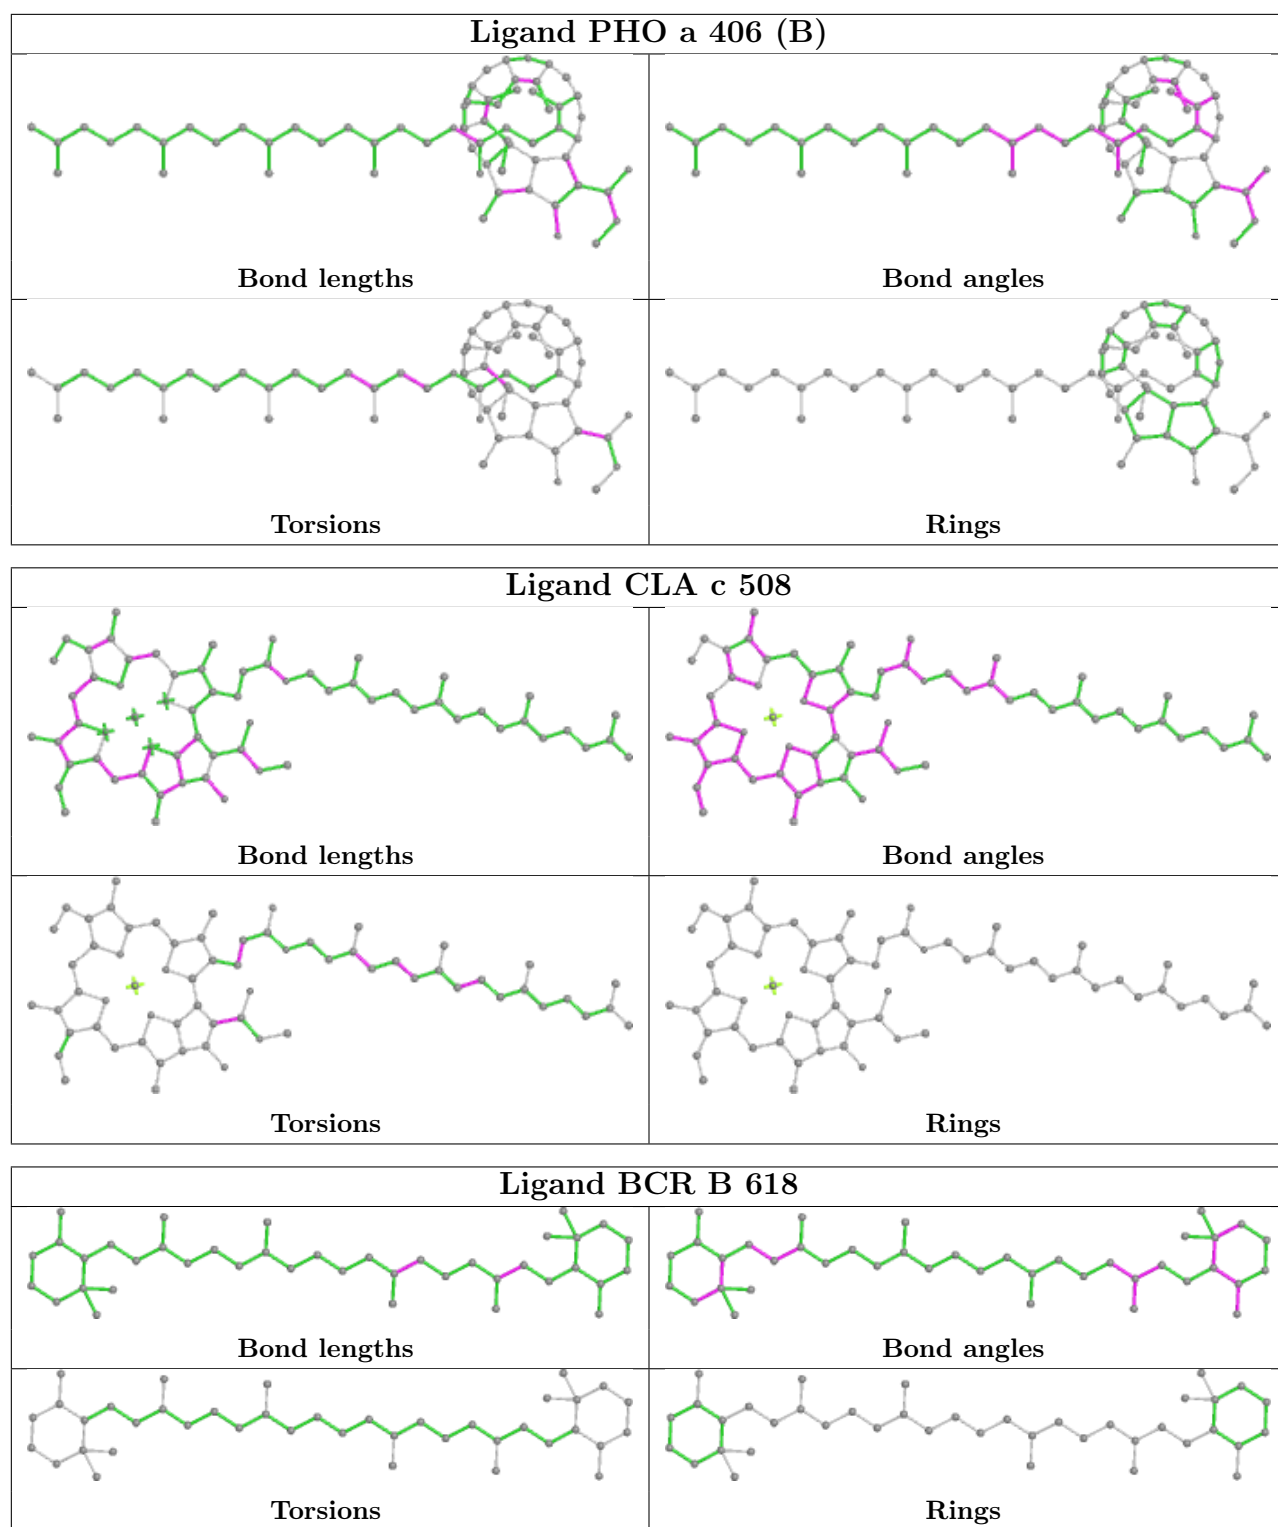 Ligand PHO a 406 (B)
Bond lengths
Bond angles
Torsions
Rings
Ligand CLA c 508
Bond lengths
Bond angles
Torsions
Rings
Ligand BCR B 618
Bond lengths
Bond angles
Torsions
Rings